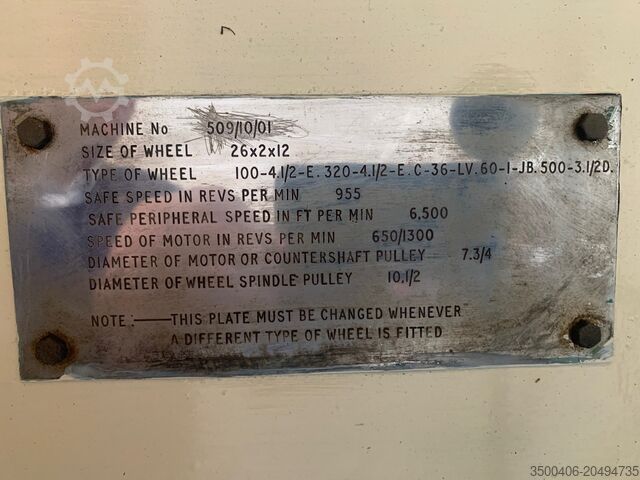 MACHINE No 509/10/01
SIZE OF WHEEL 26x2x12
TYPE OF WHEEL 100-4.1/2-E.320-4.1/2-E.C-36-LV.60-1-JB.500-3.1/2D.
SAFE SPEED IN REVS PER MIN 955
SAFE PERIPHERAL SPEED IN FT PER MIN 6,500
SPEED OF MOTOR IN REVS PER MIN 650/1300
DIAMETER OF MOTOR OR COUNTERSHAFT PULLEY 7.3/4
DIAMETER OF WHEEL SPINDLE PULLEY 10.1/2
NOTE:—THIS PLATE MUST BE CHANGED WHENEVER
A DIFFERENT TYPE OF WHEEL IS FITTED
3500406-20494735